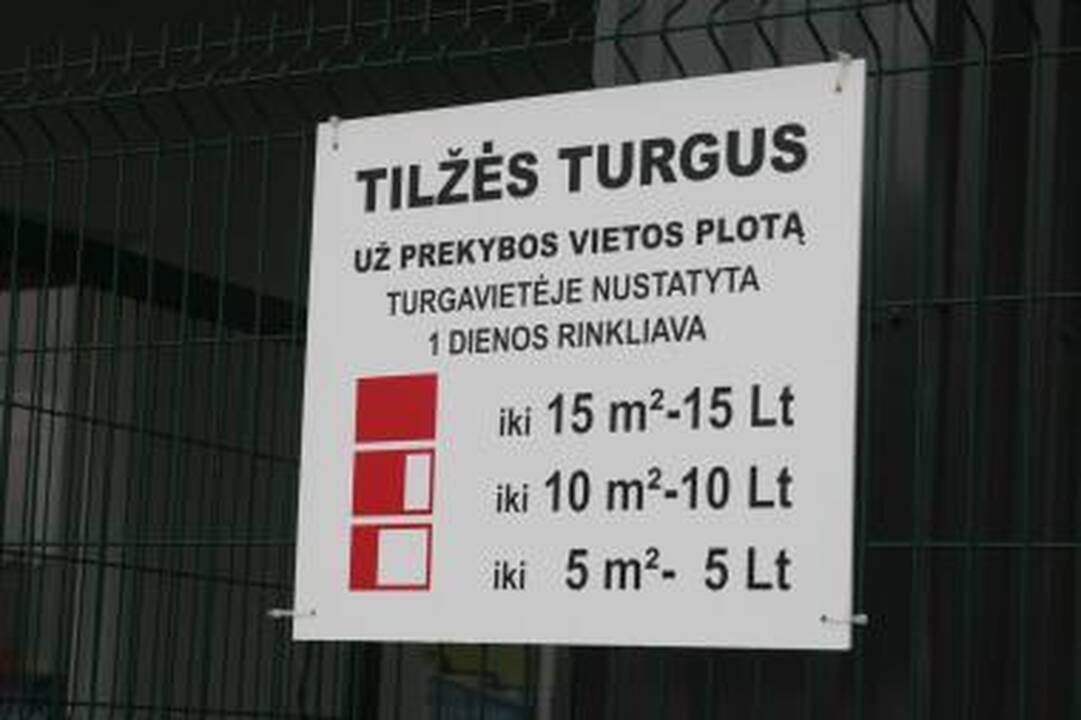 TILŽĖS TURGUS
UŽ PREKYBOS VIETOS PLOTĄ
TURGAVIETĖJE NUSTATYTA
1 DIENOS RINKLIAVA
iki 15 m²-15 Lt
iki 10 m²-10 Lt
iki 5 m²- 5 Lt